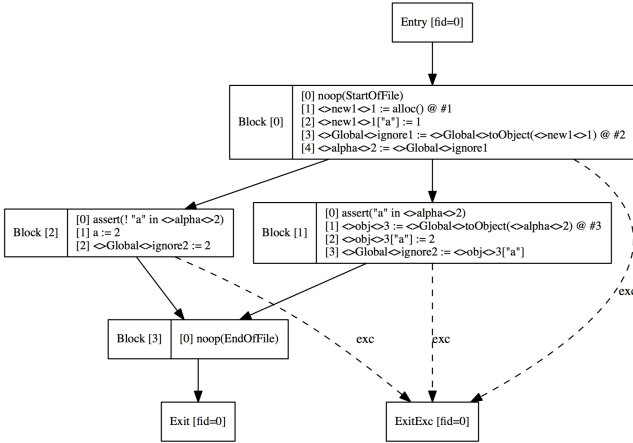 Entry [fid=0]
Block [0]
[0] noop(StartOfFile)
[1] <>new1<>1 := alloc() @ #1
[2] <>new1<>1["a"] := 1
[3] <>Global<>ignore1 := <>Global<>toObject(<>new1<>1) @ #2
[4] <>alpha<>2 := <>Global<>ignore1
Block [2]
[0] assert(! "a" in <>alpha<>2)
[1] a := 2
[2] <>Global<>ignore2 := 2
Block [1]
[0] assert("a" in <>alpha<>2)
[1] <>obj<>3 := <>Global<>toObject(<>alpha<>2) @ #3
[2] <>obj<>3["a"] := 2
[3] <>Global<>ignore2 := <>obj<>3["a"]
exc
Block [3]
[0] noop(EndOfFile)
exc
exc
Exit [fid=0]
ExitExc [fid=0]